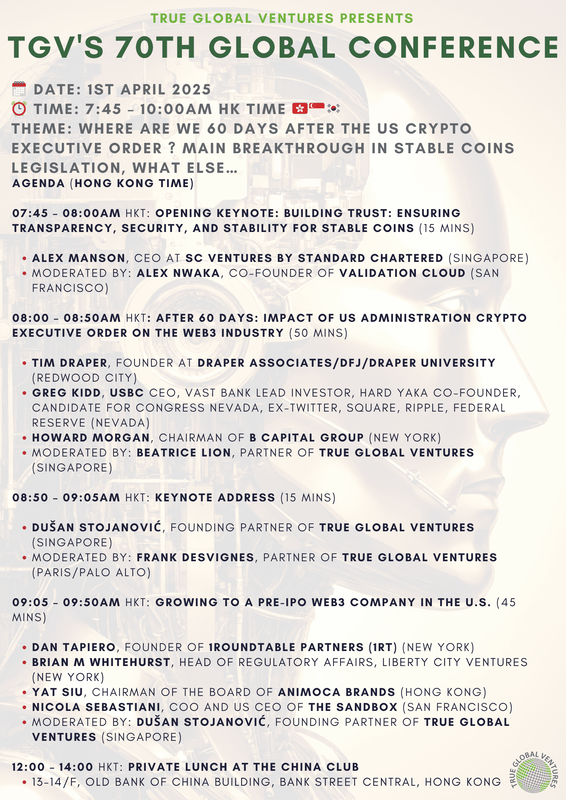 TRUE GLOBAL VENTURES PRESENTS
TGV'S 70TH GLOBAL CONFERENCE
DATE: 1ST APRIL 2025
TIME: 7:45 - 10:00AM HK TIME
THEME: WHERE ARE WE 60 DAYS AFTER THE US CRYPTO
EXECUTIVE ORDER ? MAIN BREAKTHROUGH IN STABLE COINS
LEGISLATION, WHAT ELSE...
AGENDA (HONG KONG TIME)
07:45 - 08:00AM HKT: OPENING KEYNOTE: BUILDING TRUST: ENSURING
TRANSPARENCY, SECURITY, AND STABILITY FOR STABLE COINS (15 MINS)
• ALEX MANSON, CEO AT SC VENTURES BY STANDARD CHARTERED (SINGAPORE)
• MODERATED BY: ALEX NWAKA, CO-FOUNDER OF VALIDATION CLOUD (SAN
FRANCISCO)
08:00 - 08:50AM HKT: AFTER 60 DAYS: IMPACT OF US ADMINISTRATION CRYPTO
EXECUTIVE ORDER ON THE WEB3 INDUSTRY (50 MINS)
• TIM DRAPER, FOUNDER AT DRAPER ASSOCIATES/DFJ/DRAPER UNIVERSITY
(REDWOOD CITY)
• GREG KIDD, USBC CEO, VAST BANK LEAD INVESTOR, HARD YAKA CO-FOUNDER,
CANDIDATE FOR CONGRESS NEVADA, EX-TWITTER, SQUARE, RIPPLE, FEDERAL
RESERVE (NEVADA)
• HOWARD MORGAN, CHAIRMAN OF B CAPITAL GROUP (NEW YORK)
• MODERATED BY: BEATRICE LION, PARTNER OF TRUE GLOBAL VENTURES
(SINGAPORE)
08:50 - 09:05AM HKT: KEYNOTE ADDRESS (15 MINS)
• DUŠAN STOJANOVIĆ, FOUNDING PARTNER OF TRUE GLOBAL VENTURES
(SINGAPORE)
• MODERATED BY: FRANK DESVIGNES, PARTNER OF TRUE GLOBAL VENTURES
(PARIS/PALO ALTO)
09:05 - 09:50AM HKT: GROWING TO A PRE-IPO WEB3 COMPANY IN THE U.S. (45
MINS)
• DAN TAPIERO, FOUNDER OF 1ROUNDTABLE PARTNERS (1RT) (NEW YORK)
• BRIAN M WHITEHURST, HEAD OF REGULATORY AFFAIRS, LIBERTY CITY VENTURES
(NEW YORK)
• YAT SIU, CHAIRMAN OF THE BOARD OF ANIMOCA BRANDS (HONG KONG)
• NICOLA SEBASTIANI, COO AND US CEO OF THE SANDBOX (SAN FRANCISCO)
• MODERATED BY: DUŠAN STOJANOVIĆ, FOUNDING PARTNER OF TRUE GLOBAL
VENTURES (SINGAPORE)
12:00 - 14:00 HKT: PRIVATE LUNCH AT THE CHINA CLUB
• 13-14/F, OLD BANK OF CHINA BUILDING, BANK STREET CENTRAL, HONG KONG
TRUE GLOBAL VENTURES